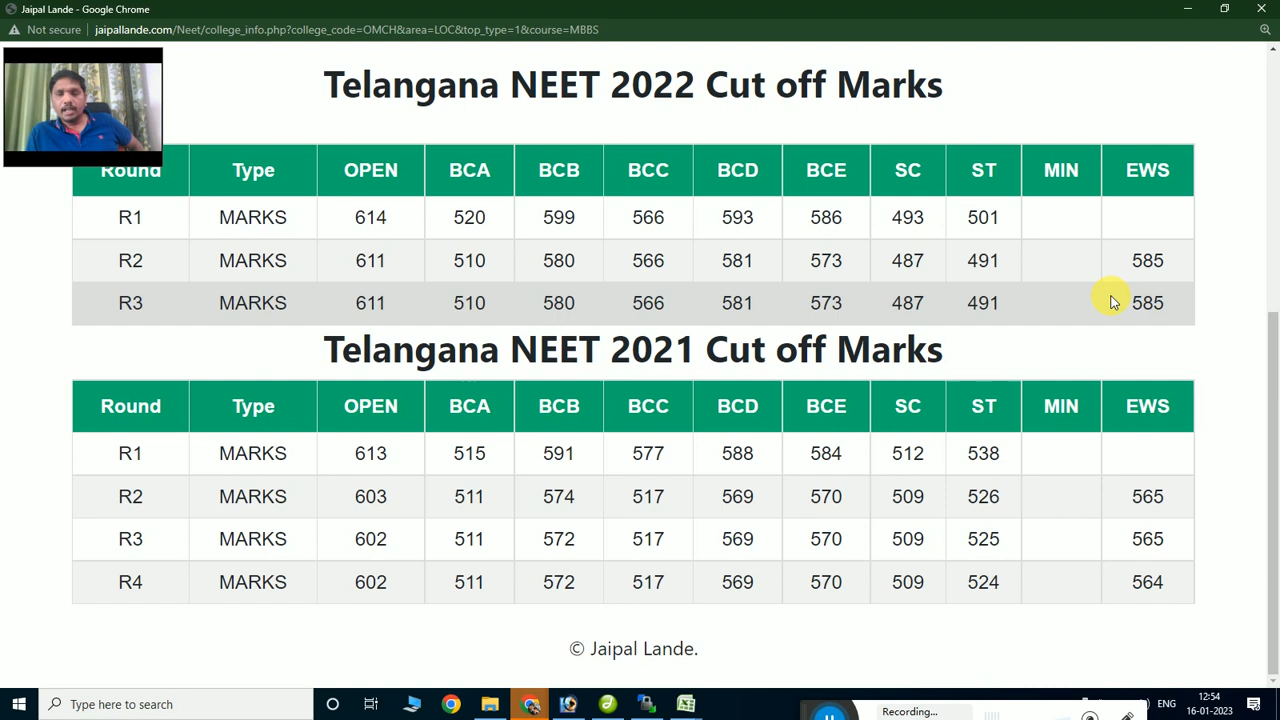 Jaipal Lande - Google Chrome
Not secure jaipallande.com/Neet/college_info.php?college_code=OMCH&area=LOC&top_type=1&course=MBBS
Telangana NEET 2022 Cut off Marks
Round Type OPEN BCA BCB BCC BCD BCE SC ST MIN EWS
R1 MARKS 614 520 599 566 593 586 493 501
R2 MARKS 611 510 580 566 581 573 487 491 585
R3 MARKS 611 510 580 566 581 573 487 491 585
Telangana NEET 2021 Cut off Marks
Round Type OPEN BCA BCB BCC BCD BCE SC ST MIN EWS
R1 MARKS 613 515 591 577 588 584 512 538
R2 MARKS 603 511 574 517 569 570 509 526 565
R3 MARKS 602 511 572 517 569 570 509 525 565
R4 MARKS 602 511 572 517 569 570 509 524 564
© Jaipal Lande.
Type here to search
Recording...
ENG
12:54
16-01-2023